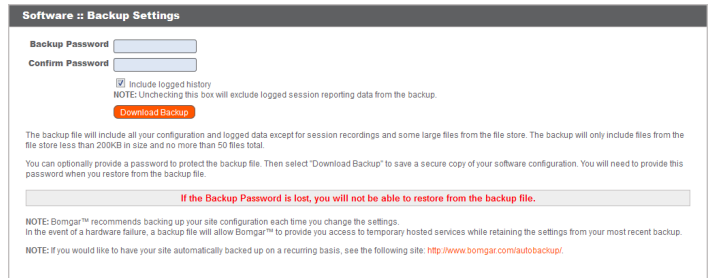 Software :: Backup Settings
Backup Password
Confirm Password
Include logged history
NOTE: Unchecking this box will exclude logged session reporting data from the backup.
Download Backup
The backup file will include all your configuration and logged data except for session recordings and some large files from the file store. The backup will only include files from the
file store less than 200KB in size and no more than 50 files total.
You can optionally provide a password to protect the backup file. Then select "Download Backup" to save a secure copy of your software configuration. You will need to provide this
password when you restore from the backup file.
If the Backup Password is lost, you will not be able to restore from the backup file.
NOTE: Bomgar™ recommends backing up your site configuration each time you change the settings.
In the event of a hardware failure, a backup file will allow Bomgar™ to provide you access to temporary hosted services while retaining the settings from your most recent backup.
NOTE: If you would like to have your site automatically backed up on a recurring basis, see the following site: http://www.bomgar.com/autobackup/.